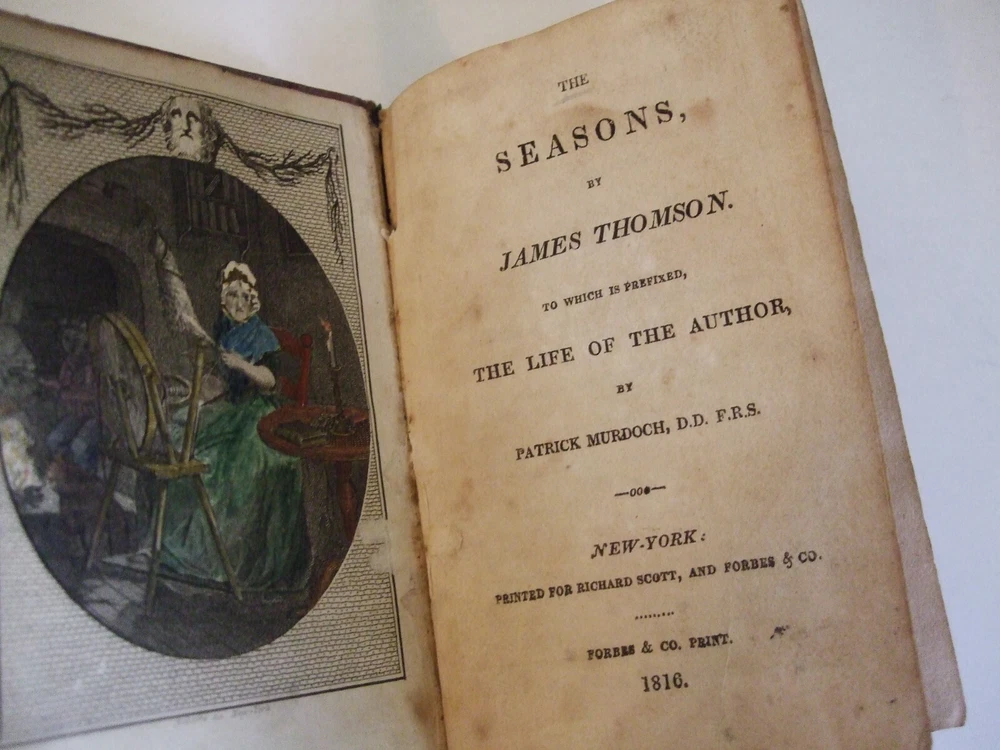 THE
SEASONS,
BY
JAMES THOMSON.
TO WHICH IS PREFIXED,
THE LIFE OF THE AUTHOR,
BY
PATRICK MURDOCH, D.D. F.R.S.
NEW-YORK:
PRINTED FOR RICHARD SCOTT, AND FORBES & CO.
FORBES & CO. PRINT.
1816.